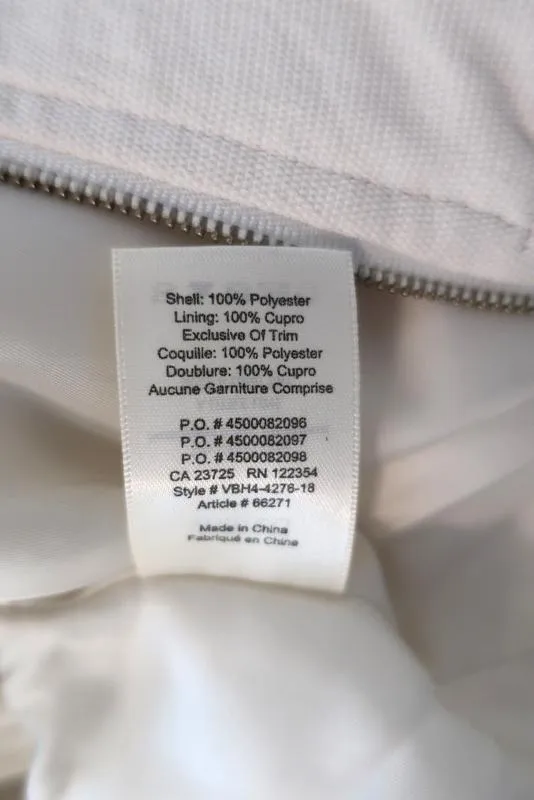 Shell: 100% Polyester
Lining: 100% Cupro
Exclusive Of Trim
Coquille: 100% Polyester
Doublure: 100% Cupro
Aucune Garniture Comprise
P.O. # 4500082096
P.O. # 4500082097
P.O. # 4500082098
CA 23725 RN 122354
Style # VBH4-4276-18
Article # 66271
Made in China
Fabriqué en Chine